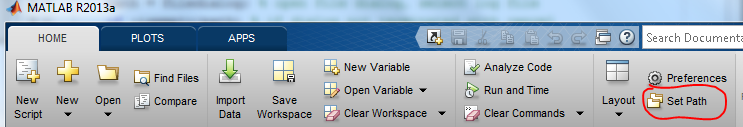 MATLAB R2013a
HOME PLOTS APPS Search Documenta
New Script
New
Open
Find Files
Compare
Import Data
Save Workspace
New Variable
Open Variable
Clear Workspace
Analyze Code
Run and Time
Clear Commands
Layout
Preferences
Set Path